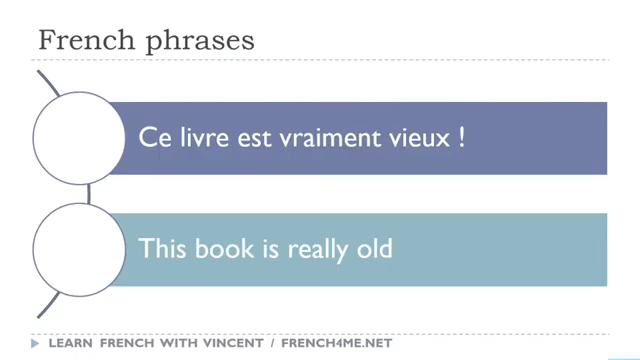 French phrases
Ce livre est vraiment vieux !
This book is really old
LEARN FRENCH WITH VINCENT / FRENCH4ME.NET